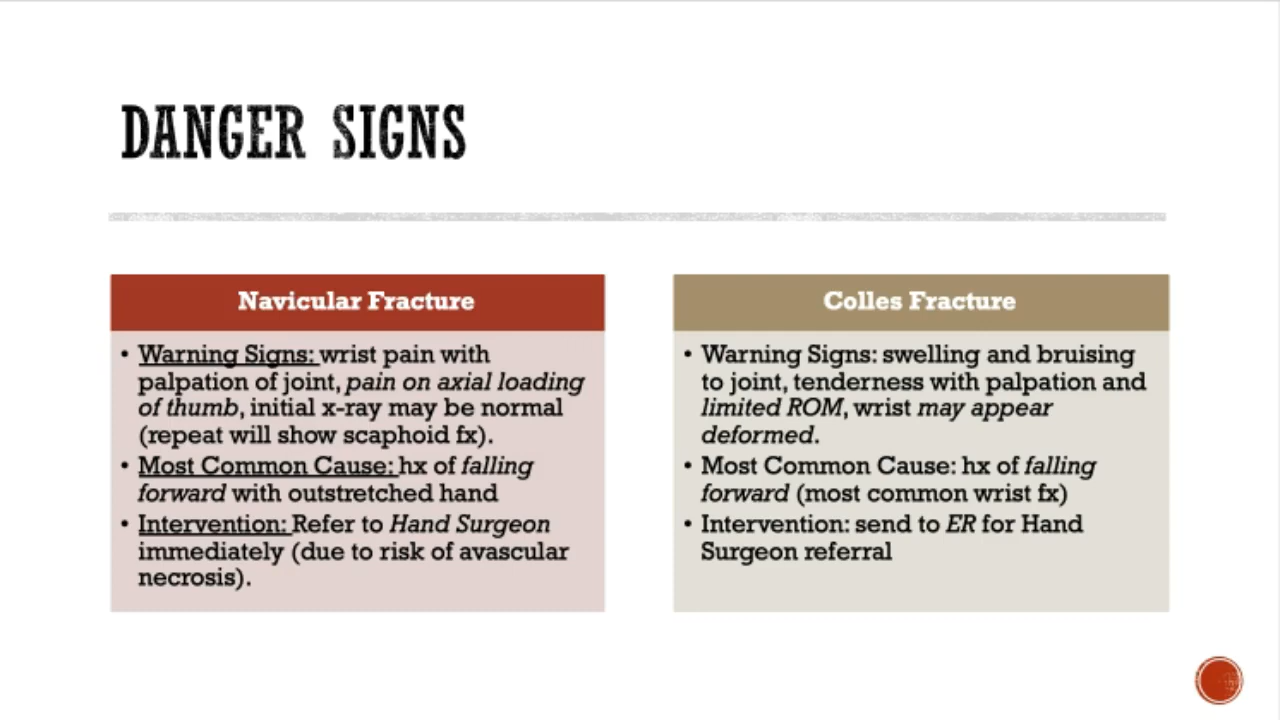 DANGER SIGNS
Navicular Fracture
• Warning Signs: wrist pain with
palpation of joint, pain on axial loading
of thumb, initial x-ray may be normal
(repeat will show scaphoid fx).
• Most Common Cause: hx of falling
forward with outstretched hand
• Intervention: Refer to Hand Surgeon
immediately (due to risk of avascular
necrosis).
Colles Fracture
• Warning Signs: swelling and bruising
to joint, tenderness with palpation and
limited ROM, wrist may appear
deformed.
• Most Common Cause: hx of falling
forward (most common wrist fx)
• Intervention: send to ER for Hand
Surgeon referral